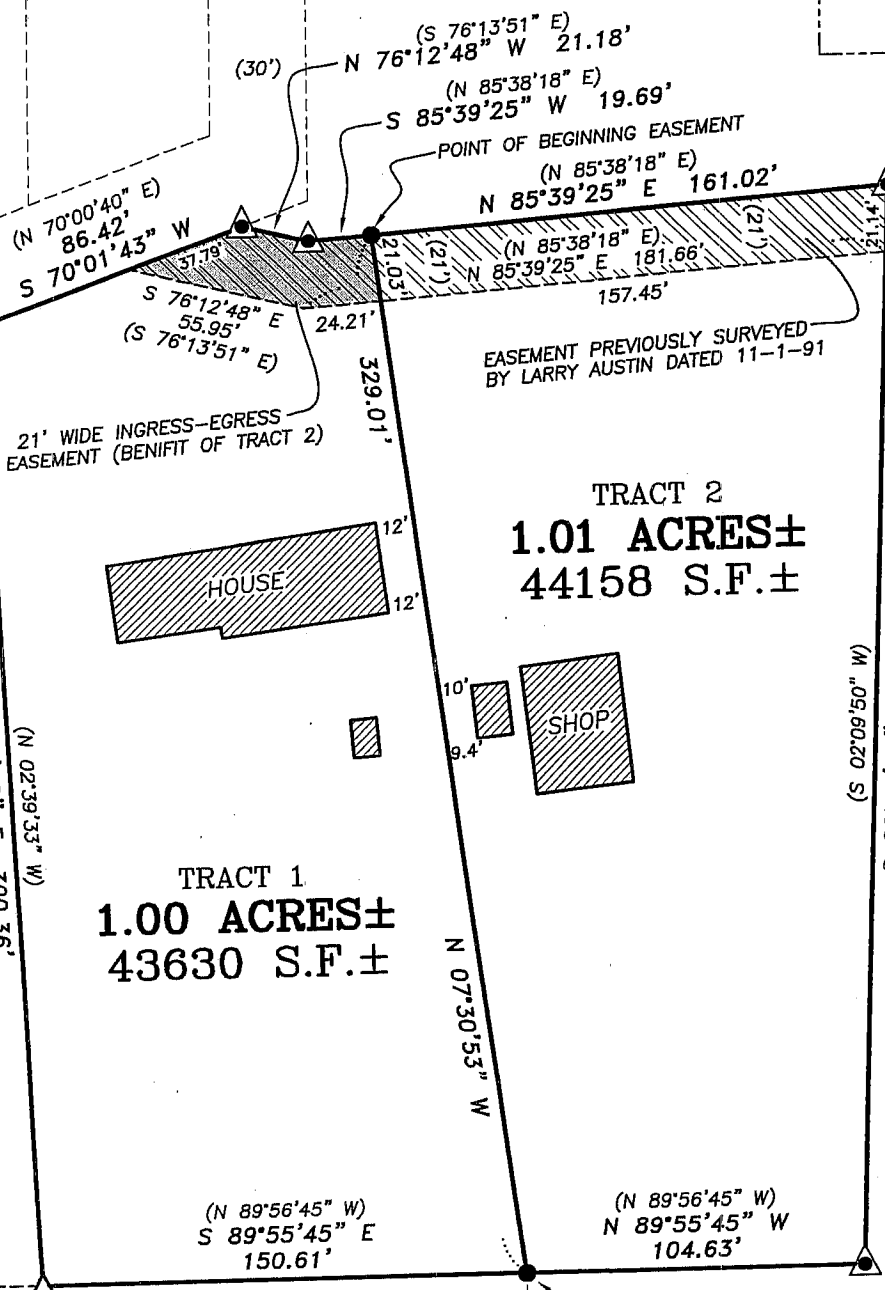 (S 76°13'51" E)
N 76°12'48" W 21.18'
(30')
(N 85°38'18" E)
S 85°39'25" W 19.69'
POINT OF BEGINNING EASEMENT
(N 85°38'18" E)
N 85°39'25" E 161.02'
(N 70°00'40" E)
86.42'
S 70°01'43" W
37.79'
21.03'
(21')
(N 85°38'18" E)
N 85°39'25" E 181.66'
(21')
21.14'
157.45'
S 76°12'48" E
55.95'
(S 76°13'51" E)
24.21'
329.01'
EASEMENT PREVIOUSLY SURVEYED
BY LARRY AUSTIN DATED 11-1-91
21' WIDE INGRESS-EGRESS
EASEMENT (BENIFIT OF TRACT 2)
TRACT 2
1.01 ACRES±
44158 S.F.±
12'
HOUSE
12'
10'
SHOP
9.4'
(S 02°09'50" W)
(N 02°39'33" W)
TRACT 1
1.00 ACRES±
43630 S.F.±
N 07°30'53" W
(N 89°56'45" W)
S 89°55'45" E
150.61'
(N 89°56'45" W)
N 89°55'45" W
104.63'